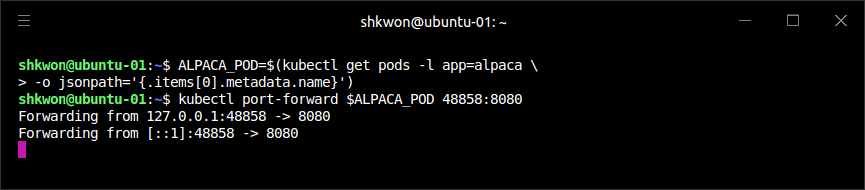 shkwon@ubuntu-01: ~
shkwon@ubuntu-01:~$ ALPACA_POD=$(kubectl get pods -l app=alpaca \
> -o jsonpath='{.items[0].metadata.name}')
shkwon@ubuntu-01:~$ kubectl port-forward $ALPACA_POD 48858:8080
Forwarding from 127.0.0.1:48858 -> 8080
Forwarding from [::1]:48858 -> 8080